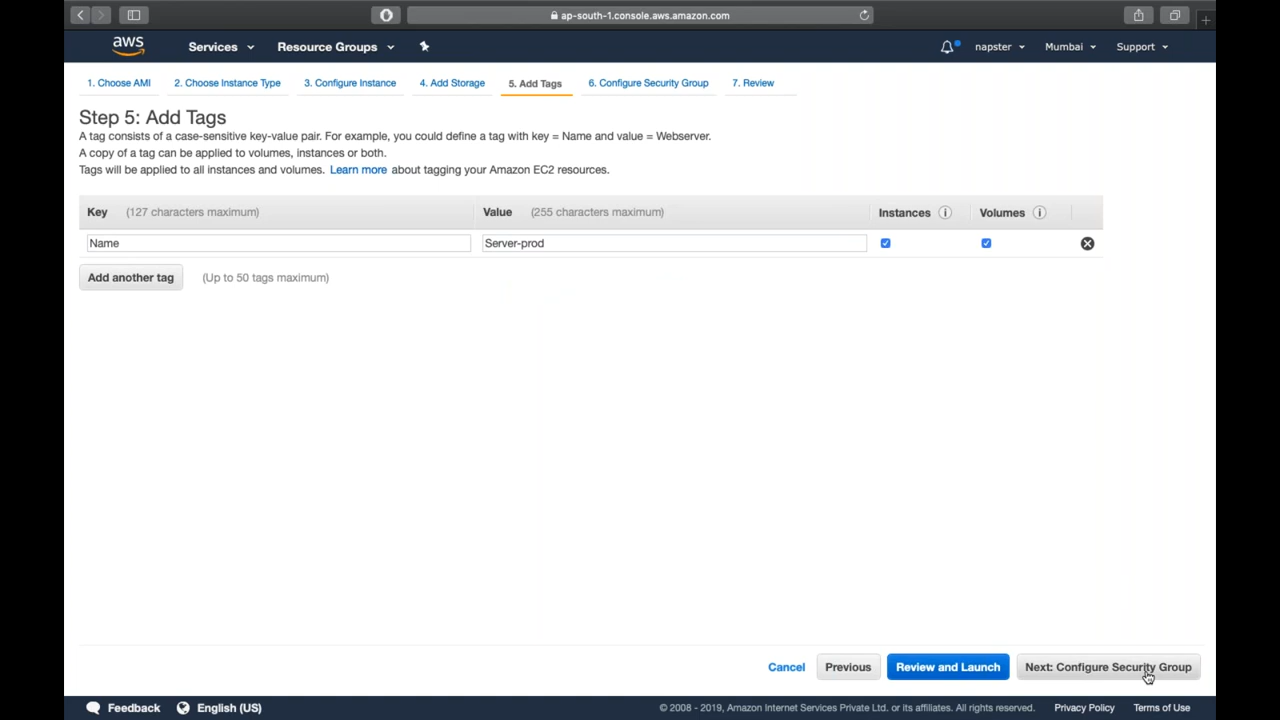 ap-south-1.console.aws.amazon.com
aws Services Resource Groups napster Mumbai Support
1. Choose AMI 2. Choose Instance Type 3. Configure Instance 4. Add Storage 5. Add Tags 6. Configure Security Group 7. Review
Step 5: Add Tags
A tag consists of a case-sensitive key-value pair. For example, you could define a tag with key = Name and value = Webserver.
A copy of a tag can be applied to volumes, instances or both.
Tags will be applied to all instances and volumes. Learn more about tagging your Amazon EC2 resources.
Key (127 characters maximum) Value (255 characters maximum) Instances Volumes
Name Server-prod
Add another tag (Up to 50 tags maximum)
Cancel Previous Review and Launch Next: Configure Security Group
Feedback English (US) © 2008 - 2019, Amazon Internet Services Private Ltd. or its affiliates. All rights reserved. Privacy Policy Terms of Use